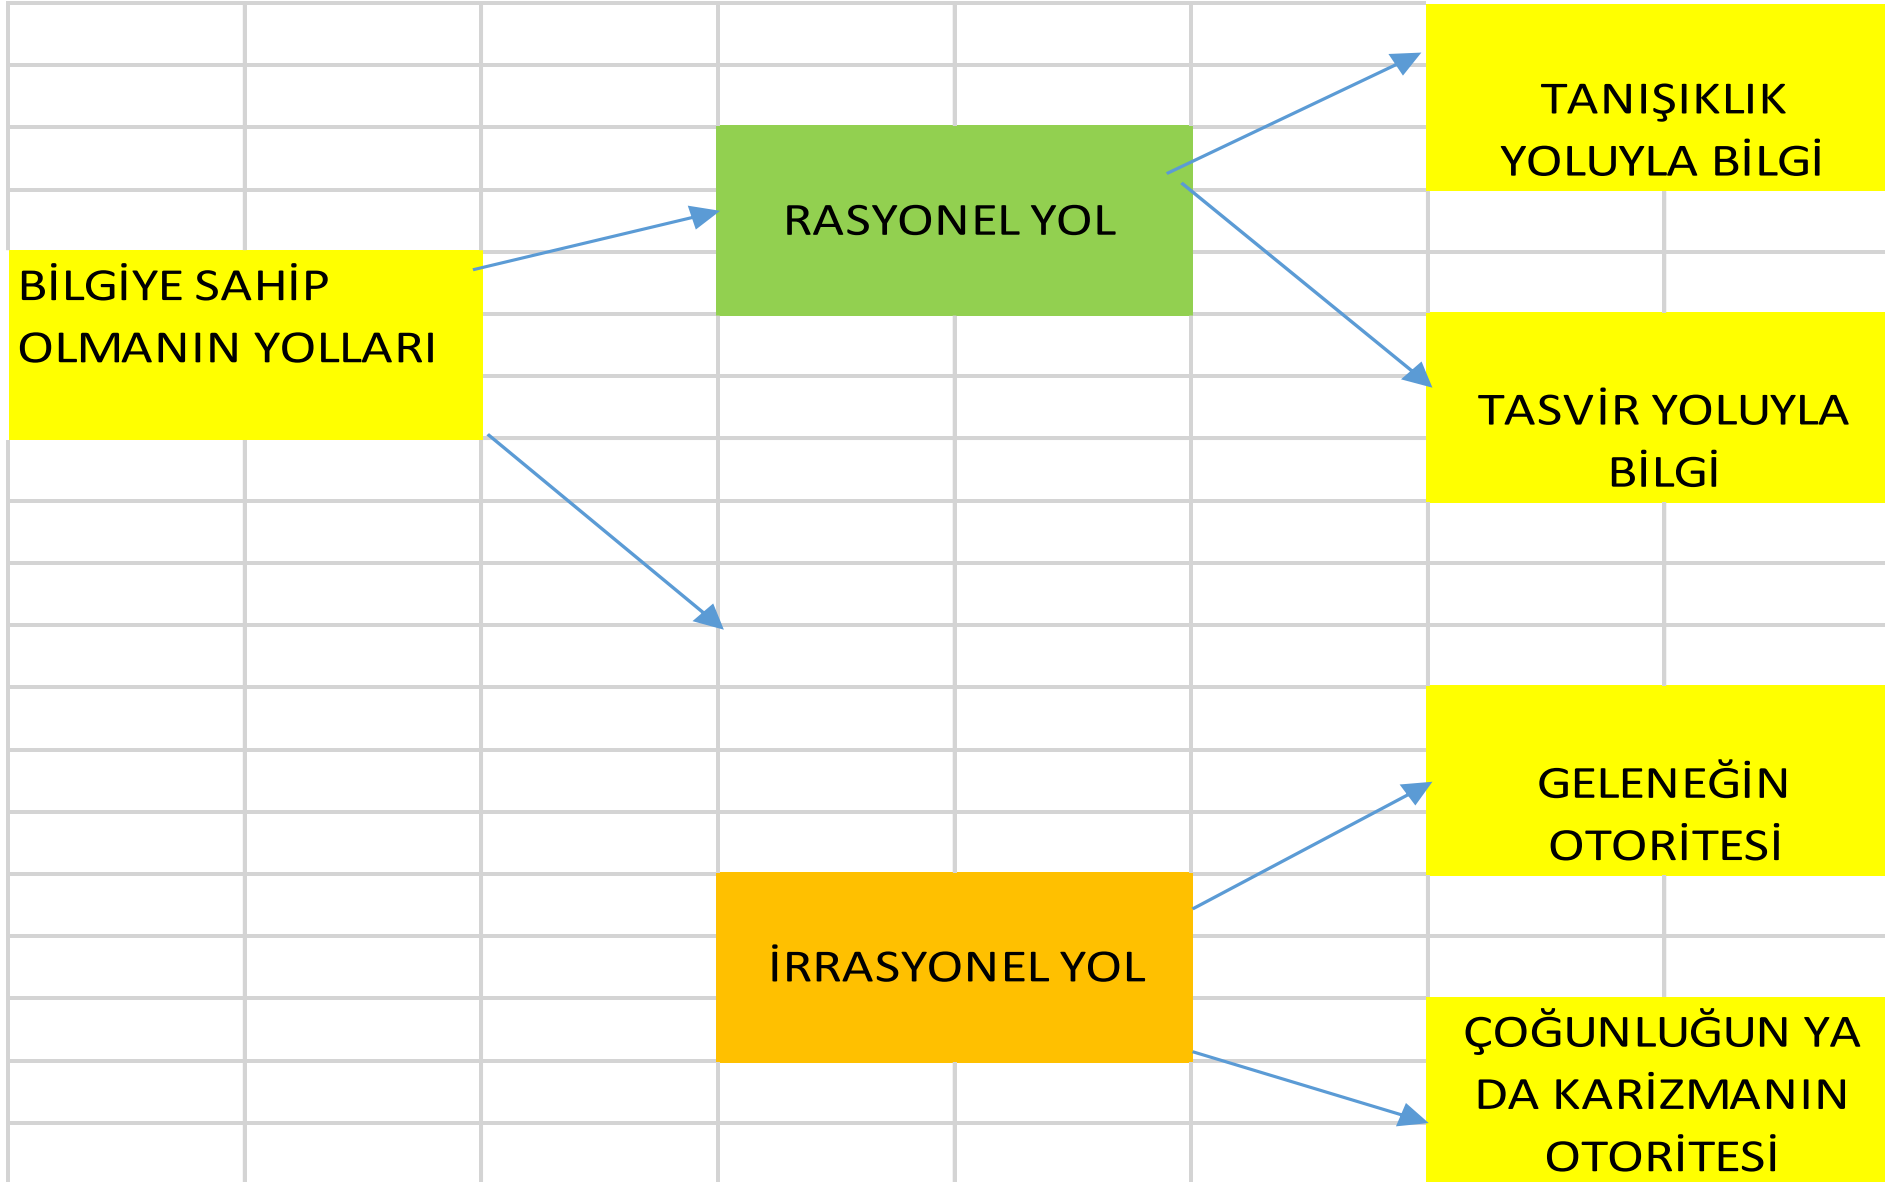 BİLGİYE SAHİP
OLMANIN YOLLARI
RASYONEL YOL
TANIŞIKLIK
YOLUYLA BİLGİ
TASVİR YOLUYLA
BİLGİ
İRRASYONEL YOL
GELENEĞİN
OTORİTESİ
ÇOĞUNLUĞUN YA
DA KARİZMANIN
OTORİTESİ